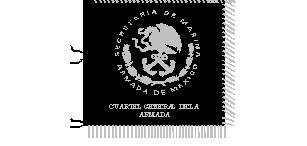 SECRETARIA DE MARINA
ARMADA DE MEXICO
CUARTEL GENERAL DE LA
ARMADA